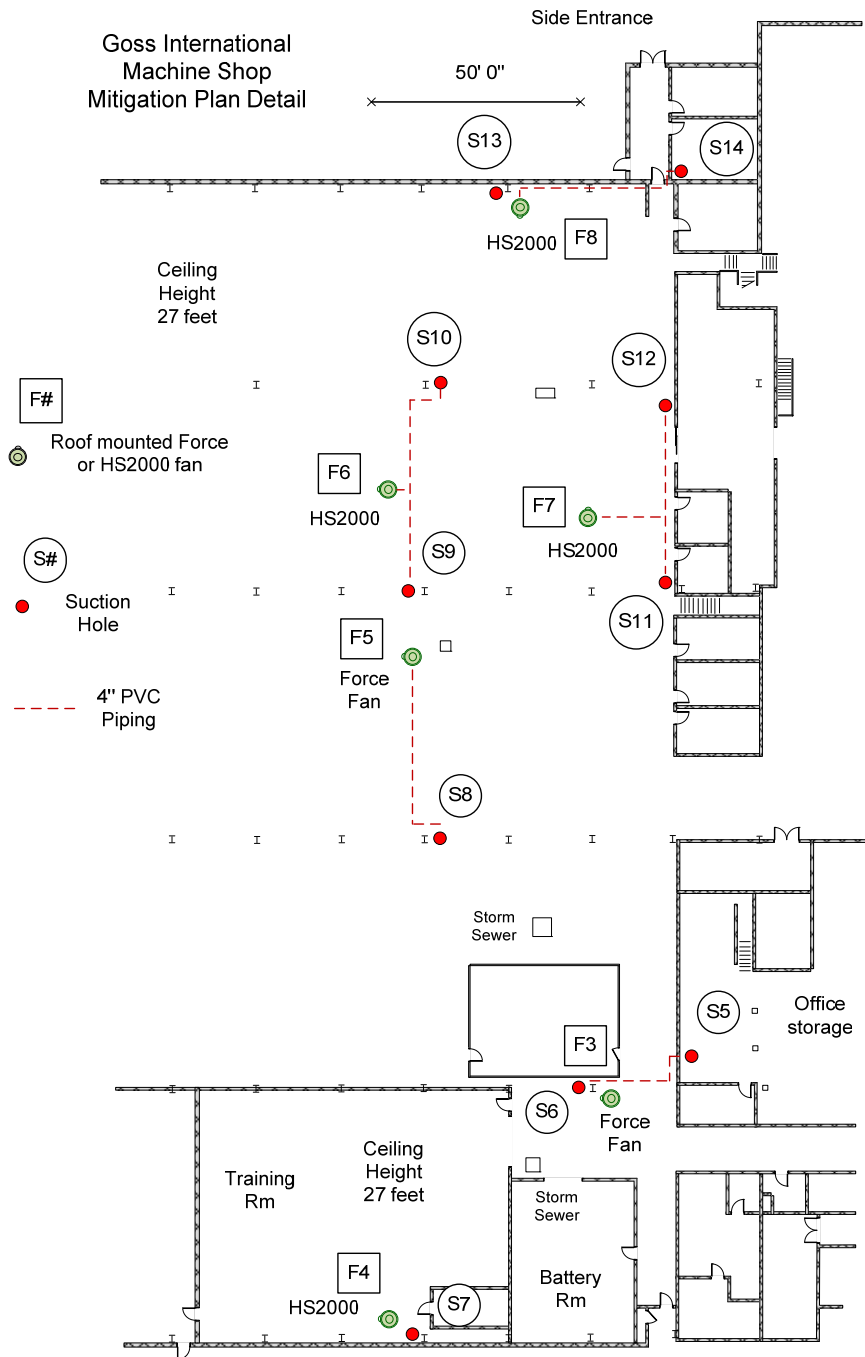 Side Entrance
Goss International
Machine Shop
Mitigation Plan Detail
50' 0"
S13
S14
HS2000
F8
Ceiling
Height
27 feet
S10
S12
F#
Roof mounted Force
or HS2000 fan
F6
HS2000
F7
HS2000
S#
S9
Suction
Hole
S11
F5
Force
Fan
4" PVC
Piping
S8
Storm
Sewer
S5
Office
storage
F3
S6
Force
Fan
Ceiling
Height
27 feet
Training
Rm
Storm
Sewer
F4
HS2000
S7
Battery
Rm